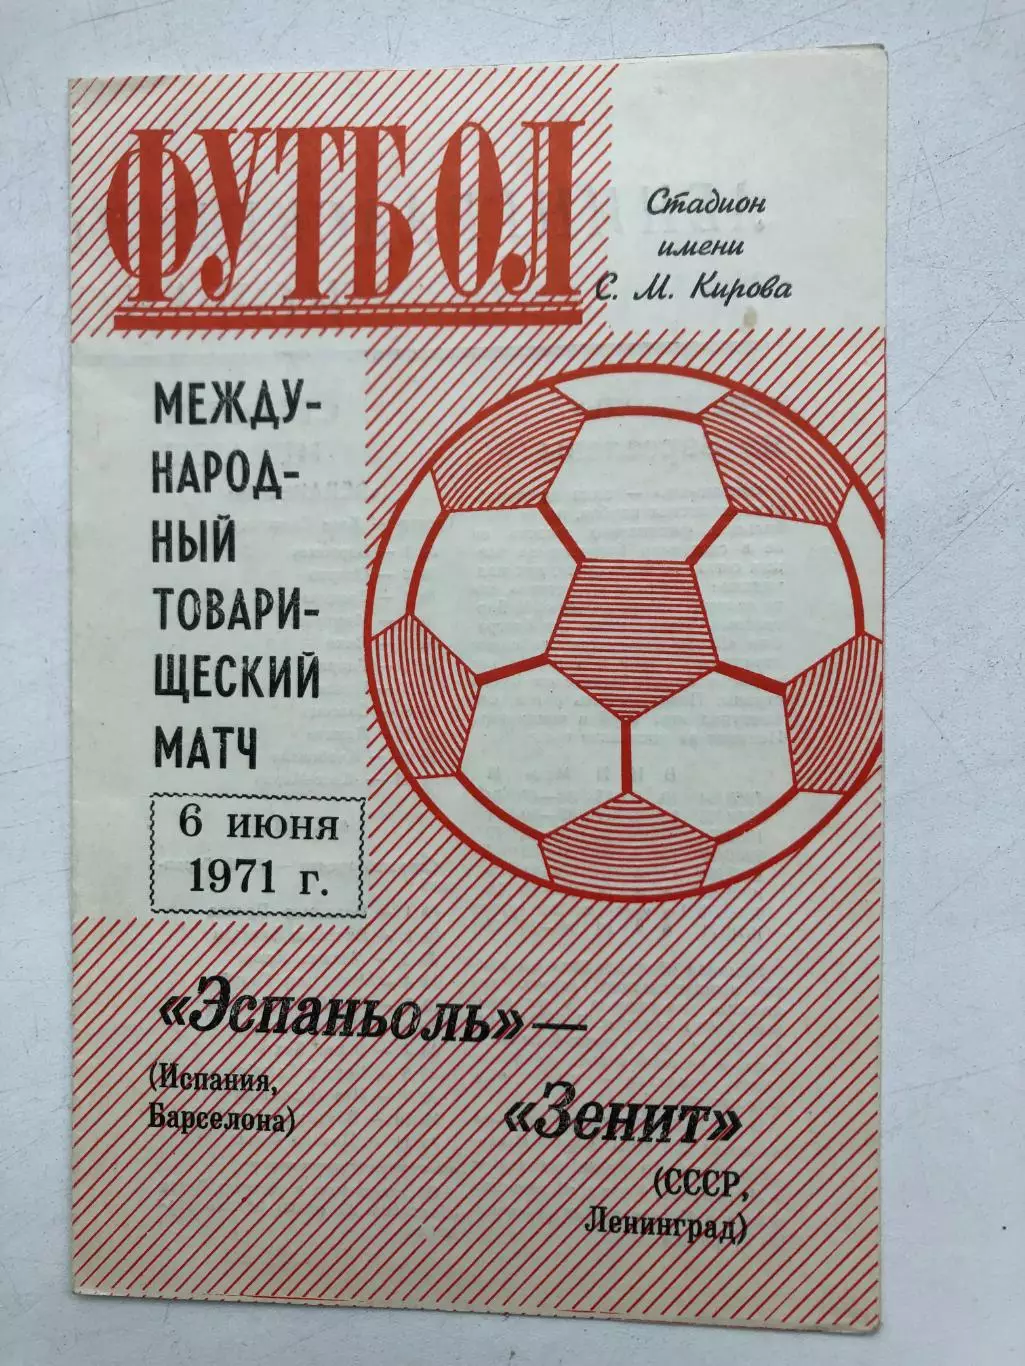 ФУТБОЛ
Стадион
имени
С. М. Кирова
МЕЖДУ-
НАРОД-
НЫЙ
ТОВАРИ-
ЩЕСКИЙ
МАТЧ
6 июня
1971 г.
«Эспаньоль»—
(Испания,
Барселона)
«Зенит»
(СССР,
Ленинград)